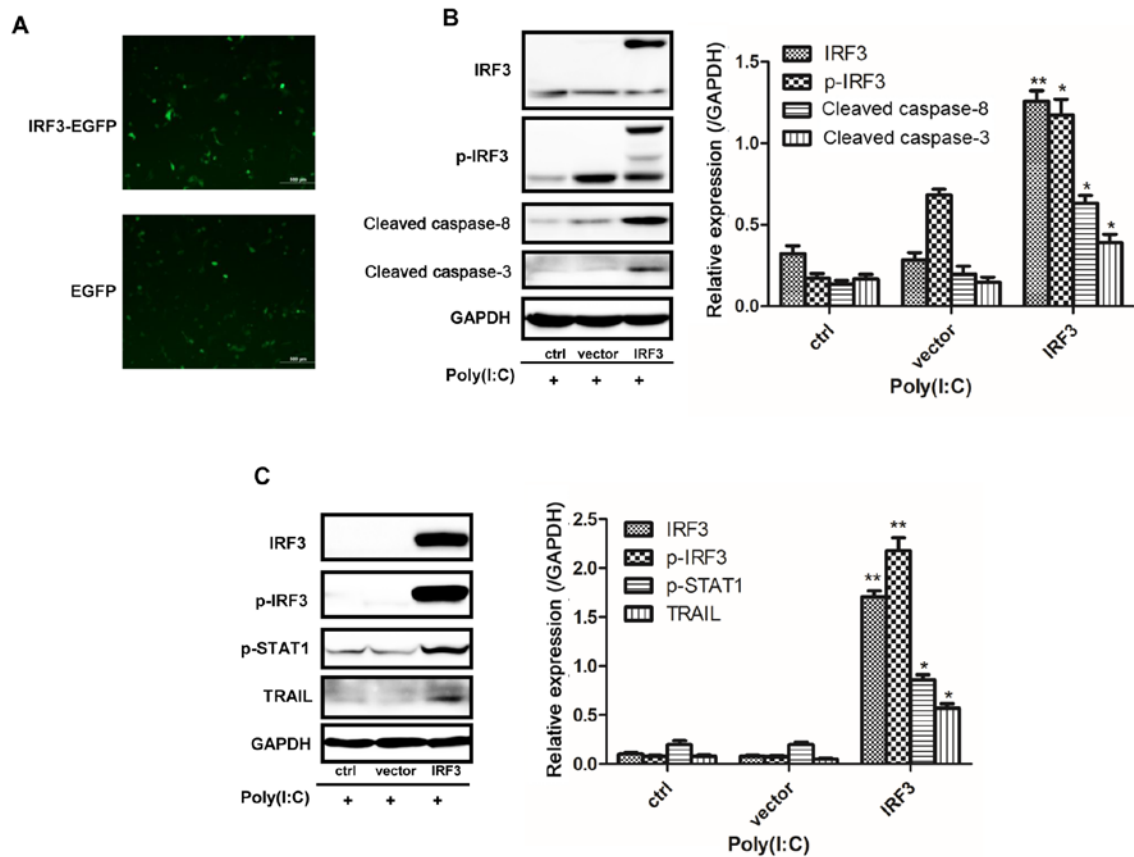 A
IRF3-EGFP
EGFP
B
IRF3
p-IRF3
Cleaved caspase-8
Cleaved caspase-3
GAPDH
ctrl vector IRF3
Poly(I:C) + + +
Relative expression (/GAPDH)
1.5
1.0
0.5
0.0
IRF3
p-IRF3
Cleaved caspase-8
Cleaved caspase-3
** * * *
ctrl vector IRF3
Poly(I:C)
C
IRF3
p-IRF3
p-STAT1
TRAIL
GAPDH
ctrl vector IRF3
Poly(I:C) + + +
Relative expression (/GAPDH)
2.5
2.0
1.5
1.0
0.5
0.0
IRF3
p-IRF3
p-STAT1
TRAIL
** ** * *
ctrl vector IRF3
Poly(I:C)